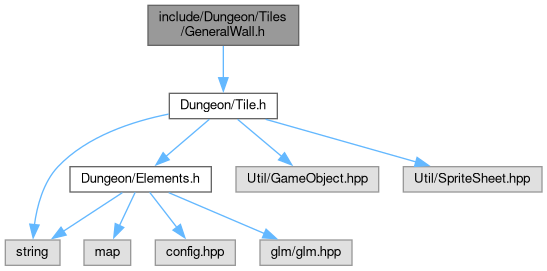 include/Dungeon/Tiles
/GeneralWall.h
Dungeon/Tile.h
Dungeon/Elements.h
Util/GameObject.hpp
Util/SpriteSheet.hpp
string
map
config.hpp
glm/glm.hpp